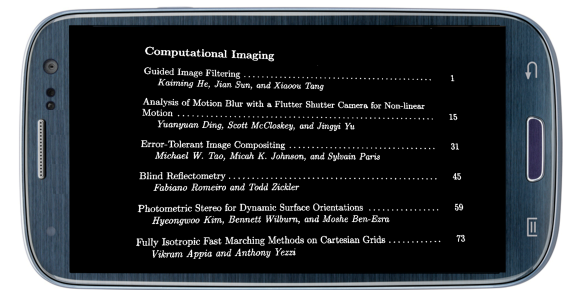 Computational Imaging
Guided Image Filtering . . . . . . . . . . . . . . . . . . . . . . . . . . . . . . . . . . . . . . . . 1
Kaiming He, Jian Sun, and Xiaoou Tang
Analysis of Motion Blur with a Flutter Shutter Camera for Non-linear
Motion . . . . . . . . . . . . . . . . . . . . . . . . . . . . . . . . . . . . . . . . . . . . . . . . . . . . . . . 15
Yuanyuan Ding, Scott McCloskey, and Jingyi Yu
Error-Tolerant Image Compositing . . . . . . . . . . . . . . . . . . . . . . . . . . . . . . 31
Michael W. Tao, Micah K. Johnson, and Sylvain Paris
Blind Reflectometry . . . . . . . . . . . . . . . . . . . . . . . . . . . . . . . . . . . . . . . . . . . 45
Fabiano Romeiro and Todd Zickler
Photometric Stereo for Dynamic Surface Orientations . . . . . . . . . . . . . . . 59
Hyeongwoo Kim, Bennett Wilburn, and Moshe Ben-Ezra
Fully Isotropic Fast Marching Methods on Cartesian Grids . . . . . . . . . . . 73
Vikram Appia and Anthony Yezzi